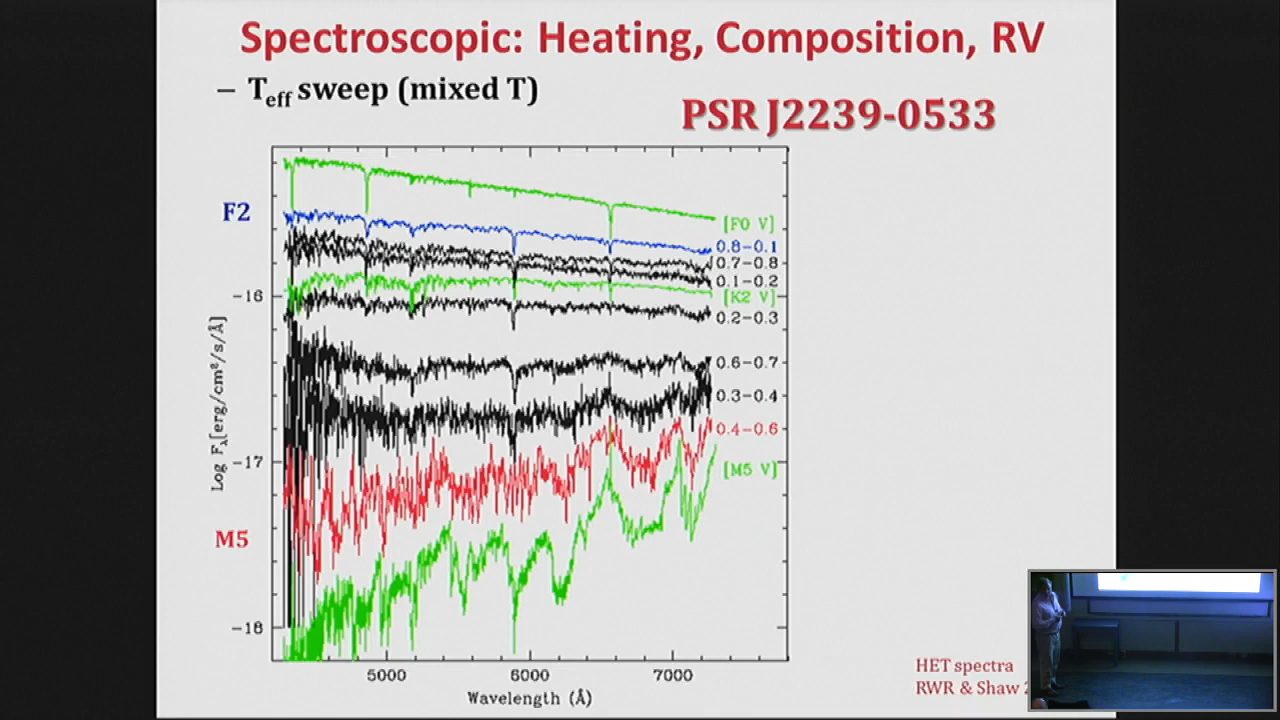 Spectroscopic: Heating, Composition, RV
– Teff sweep (mixed T)
PSR J2239-0533
F2
[F0 V]
0.8−0.1
0.7−0.8
0.1−0.2
−16
[K2 V]
0.2−0.3
0.6−0.7
0.3−0.4
0.4−0.6
−17
[M5 V]
M5
−18
Log Fλ[erg/cm²/s/Å]
5000 6000 7000
Wavelength (Å)
HET spectra
RWR & Shaw